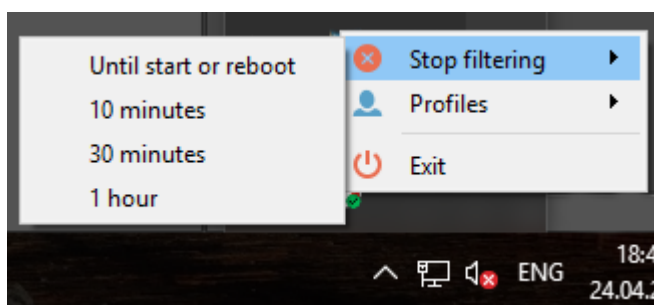 Until start or reboot
10 minutes
30 minutes
1 hour
Stop filtering
Profiles
Exit
ENG